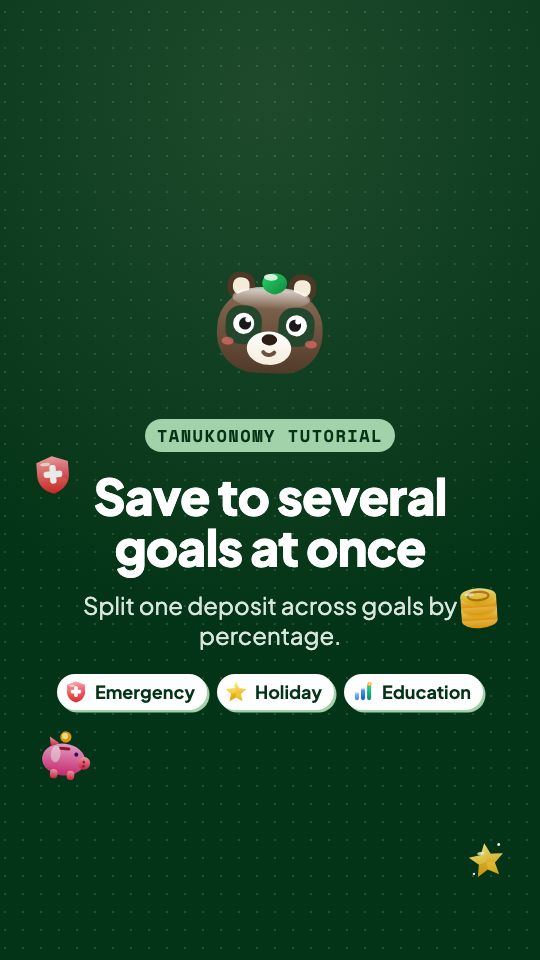 TANUKONOMY TUTORIAL
Save to several
goals at once
Split one deposit across goals by
percentage.
Emergency
Holiday
Education